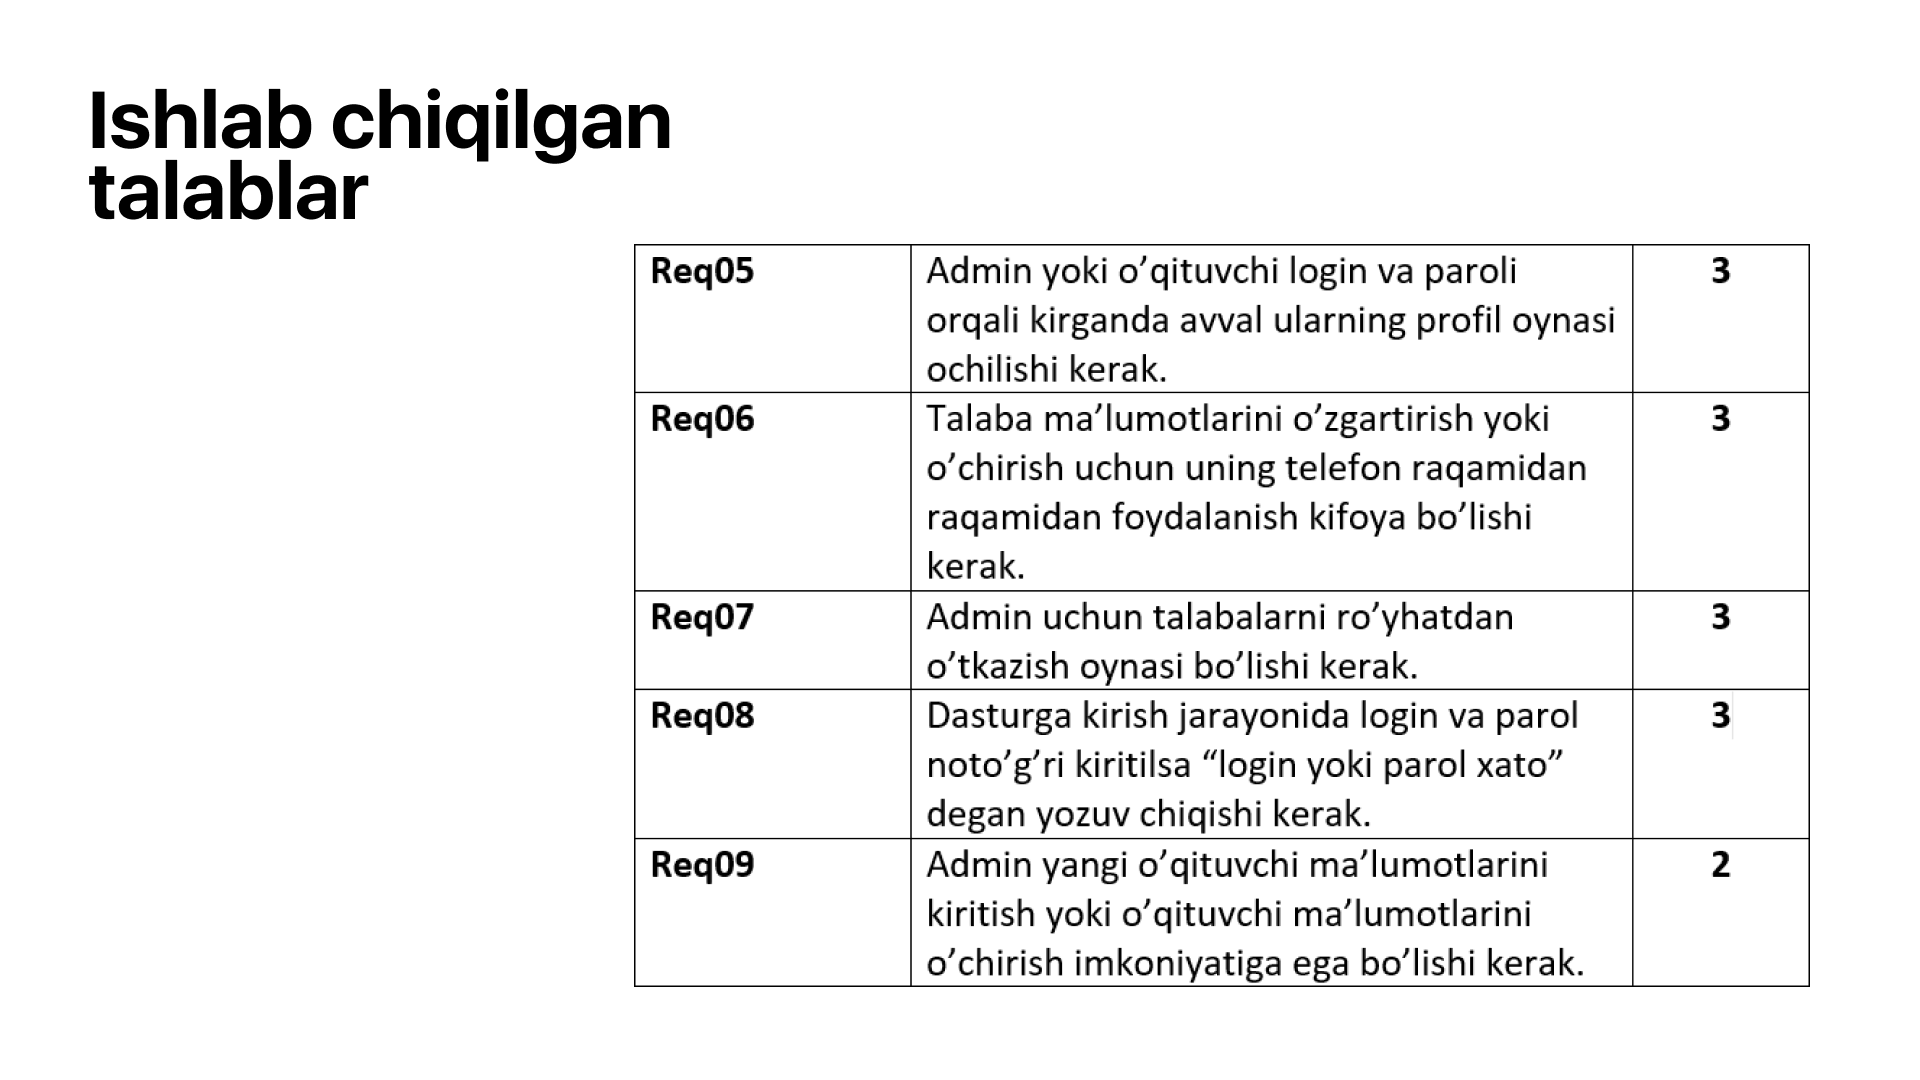 Ishlab chiqilgan
talablar
Req05
Admin yoki o’qituvchi login va paroli
orqali kirganda avval ularning profil oynasi
ochilishi kerak.
3
Req06
Talaba ma’lumotlarini o’zgartirish yoki
o’chirish uchun uning telefon raqamidan
raqamidan foydalanish kifoya bo’lishi
kerak.
3
Req07
Admin uchun talabalarni ro’yhatdan
o’tkazish oynasi bo’lishi kerak.
3
Req08
Dasturga kirish jarayonida login va parol
noto’g’ri kiritilsa “login yoki parol xato”
degan yozuv chiqishi kerak.
3
Req09
Admin yangi o’qituvchi ma’lumotlarini
kiritish yoki o’qituvchi ma’lumotlarini
o’chirish imkoniyatiga ega bo’lishi kerak.
2